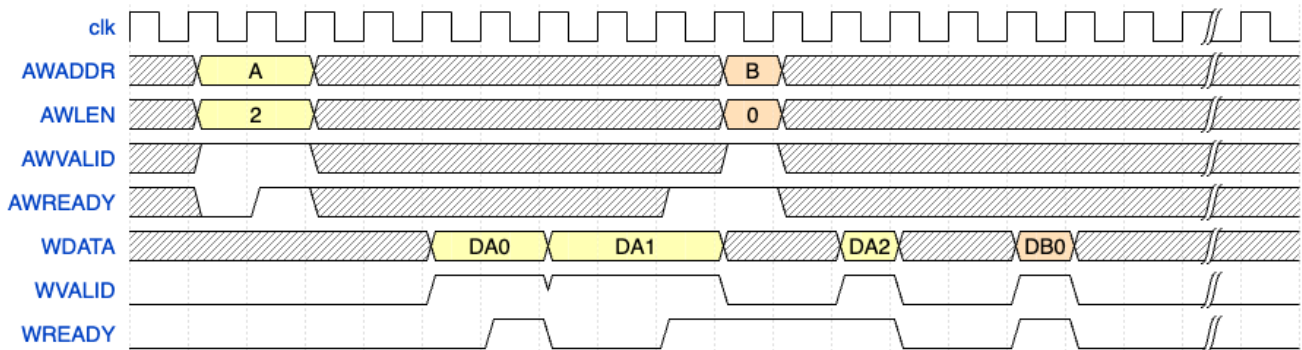 clk
AWADDR A B
AWLEN 2 0
AWVALID
AWREADY
WDATA DA0 DA1 DA2 DB0
WVALID
WREADY